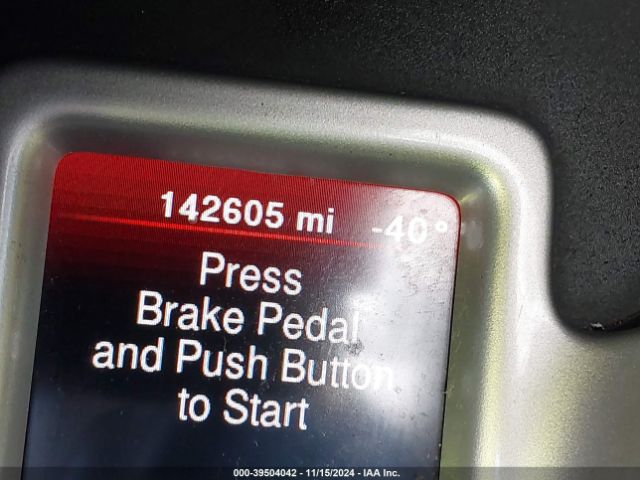 142605 mi -40°
Press
Brake Pedal
and Push Button
to Start
000-39504042 - 11/15/2024 - IAA Inc.